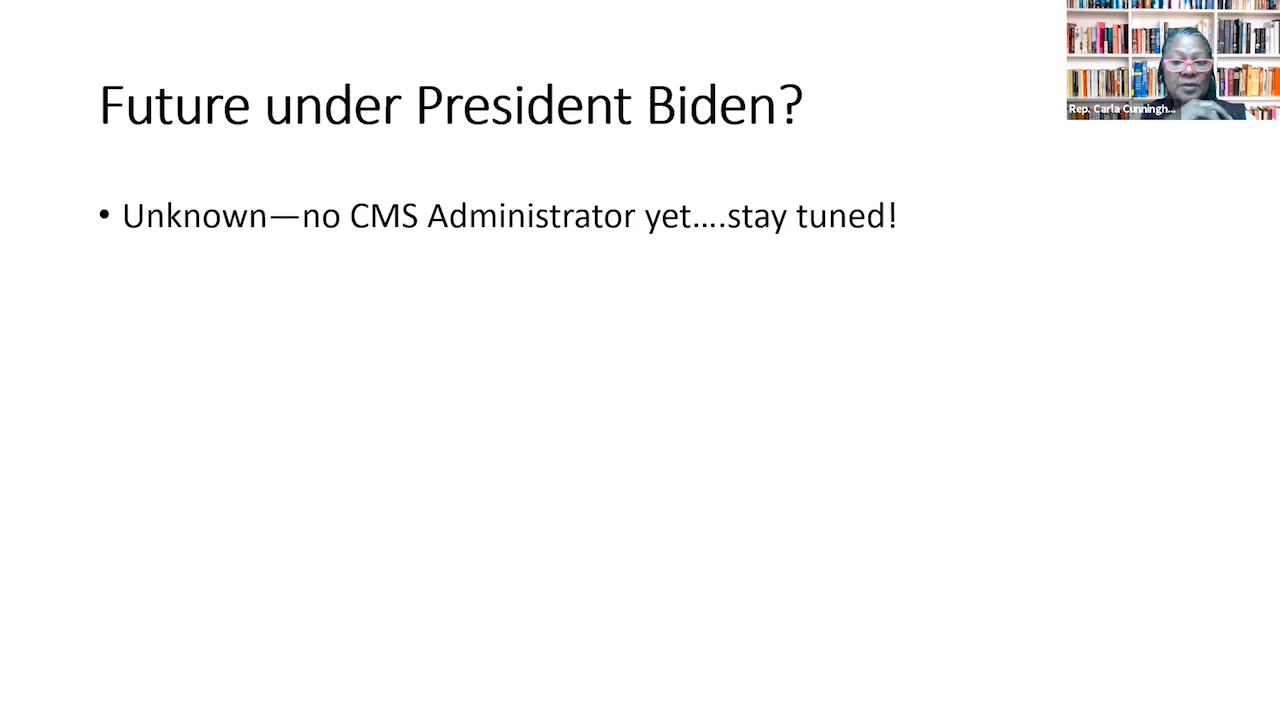 Future under President Biden?
• Unknown—no CMS Administrator yet….stay tuned!
Rep. Carla Cunningh...